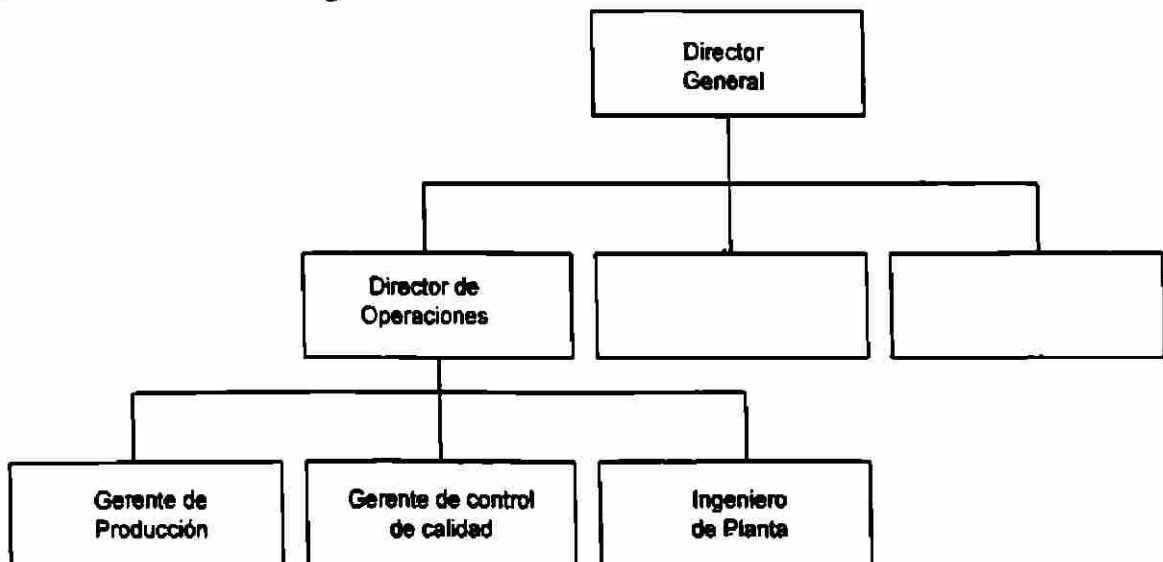 Director
General
Director de
Operaciones
Gerente de
Producción
Gerente de control
de calidad
Ingeniero
de Planta